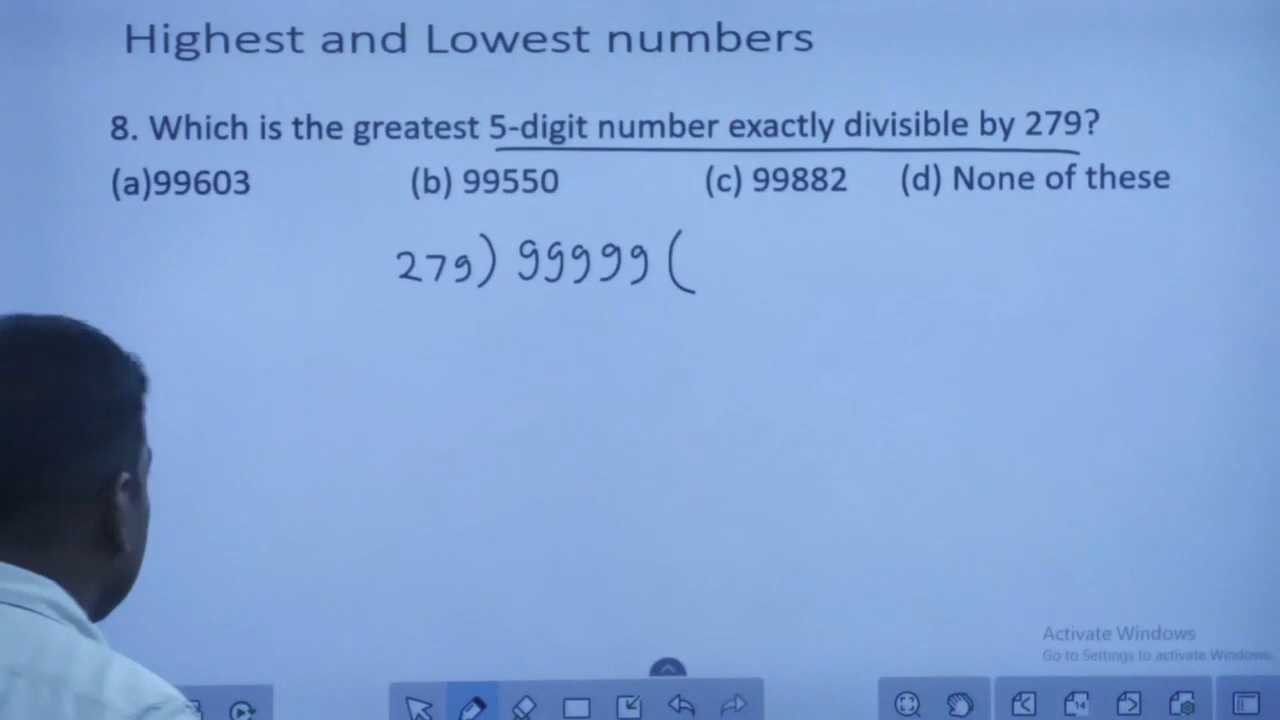 Highest and Lowest numbers
8. Which is the greatest 5-digit number exactly divisible by 279?
(a)99603 (b) 99550 (c) 99882 (d) None of these
279) 99999 (
Activate Windows
Go to Settings to activate Windows.
14